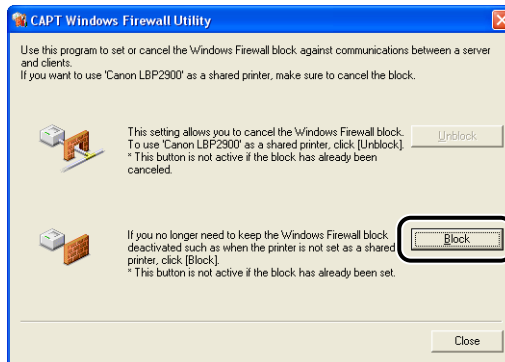 CAPT Windows Firewall Utility
Use this program to set or cancel the Windows Firewall block against communications between a server
and clients.
If you want to use 'Canon LBP2900' as a shared printer, make sure to cancel the block.
This setting allows you to cancel the Windows Firewall block.
To use 'Canon LBP2900' as a shared printer, click [Unblock].
* This button is not active if the block has already been
canceled.
Unblock
If you no longer need to keep the Windows Firewall block
deactivated such as when the printer is not set as a shared
printer, click [Block].
* This button is not active if the block has already been set.
Block
Close